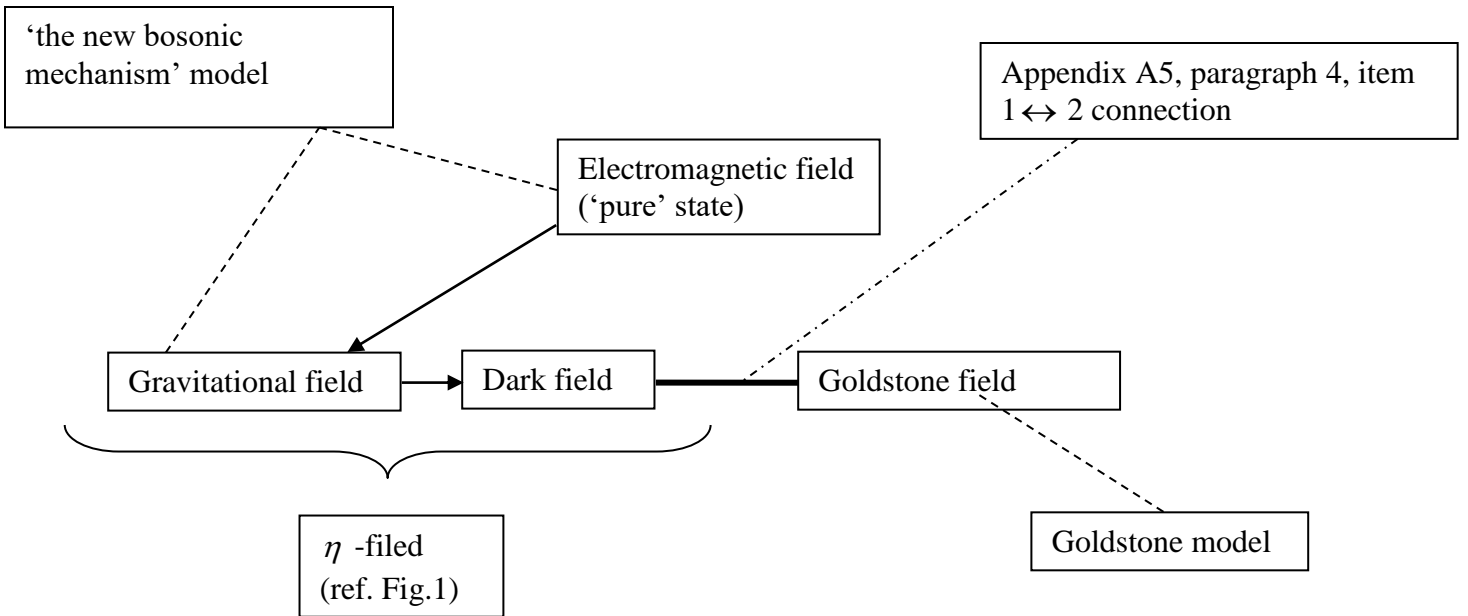 ‘the new bosonic
mechanism’ model
Appendix A5, paragraph 4, item
1 ↔ 2 connection
Electromagnetic field
(‘pure’ state)
Gravitational field
Dark field
Goldstone field
η -filed
(ref. Fig.1)
Goldstone model